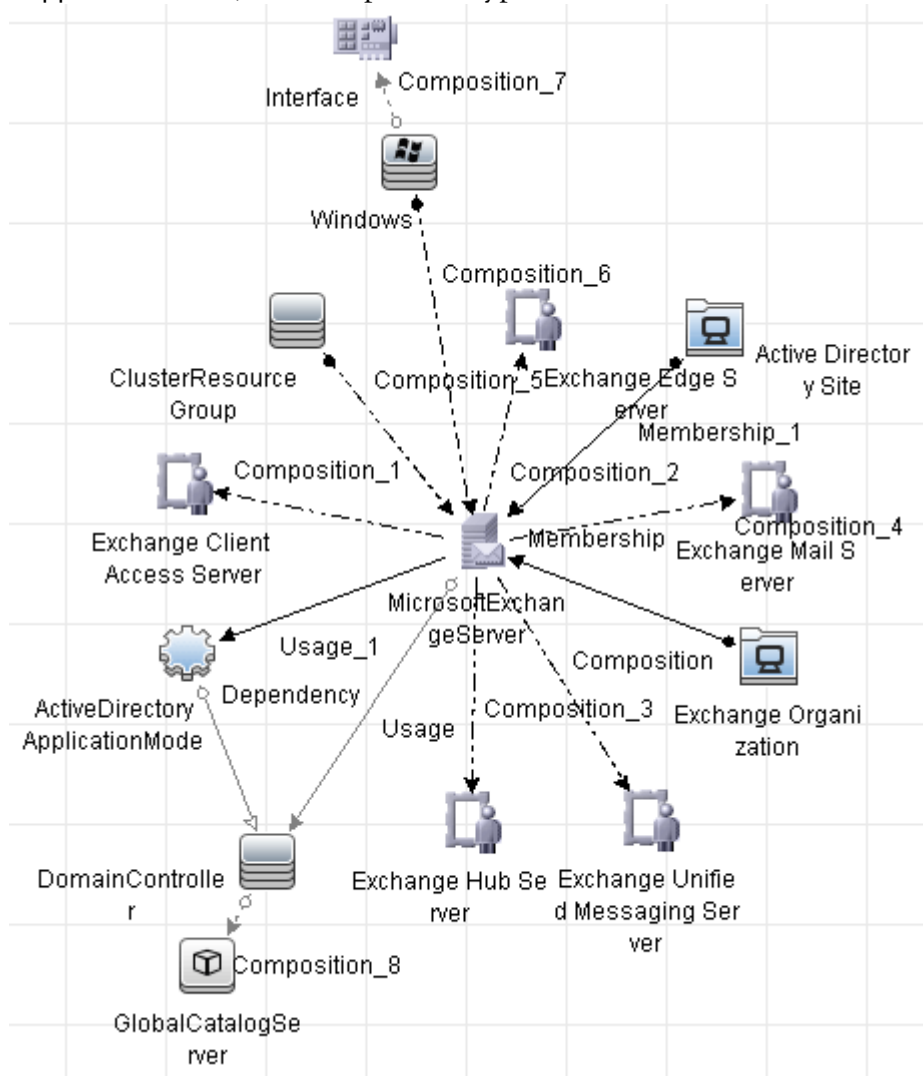 Composition_7
Interface
Windows
Composition_6
ClusterResource
Group
Composition_5
Exchange Edge S
erver
Active Director
y Site
Membership_1
Composition_1
Composition_2
Exchange Client
Access Server
Membership
Composition_4
Exchange Mail S
erver
MicrosoftExchan
geServer
Usage_1
Composition
ActiveDirectory
ApplicationMode
Dependency
Usage
Composition_3
Exchange Organi
zation
DomainControlle
r
Exchange Hub Se
rver
Exchange Unifie
d Messaging Ser
ver
Composition_8
GlobalCatalogSe
rver